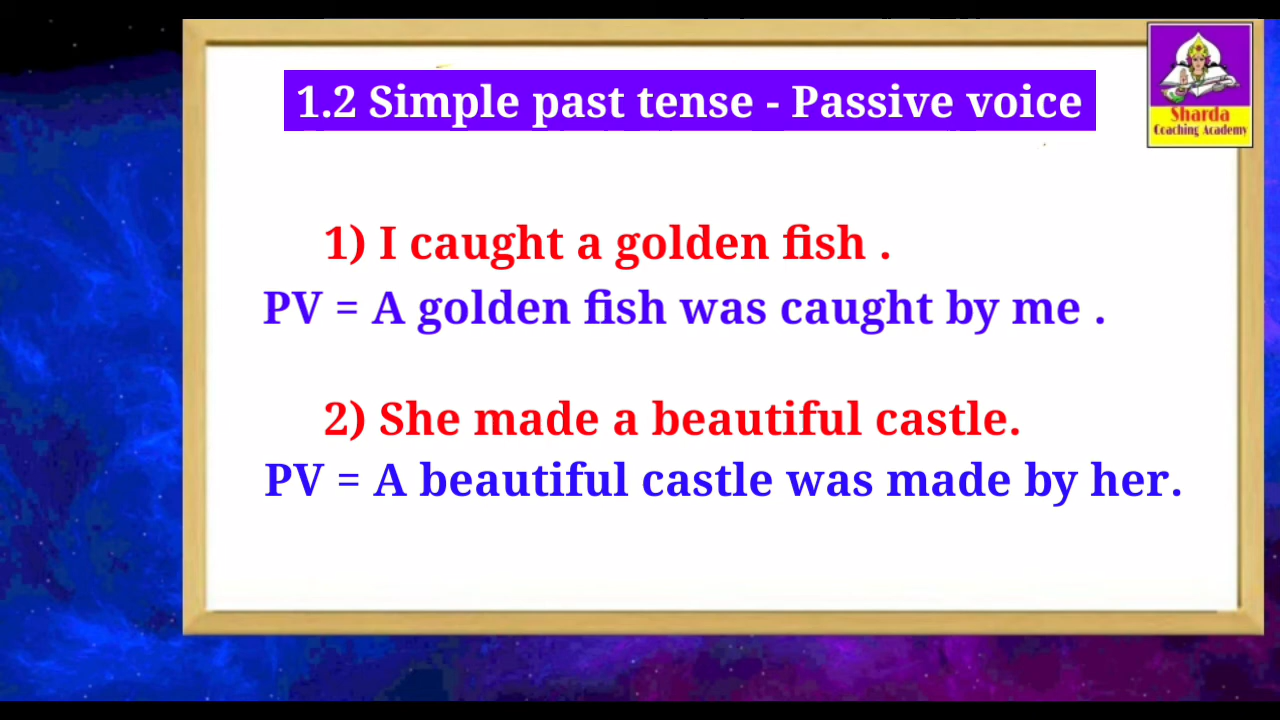 1.2 Simple past tense - Passive voice
Sharda
Coaching Academy
1) I caught a golden fish .
PV = A golden fish was caught by me .
2) She made a beautiful castle.
PV = A beautiful castle was made by her.